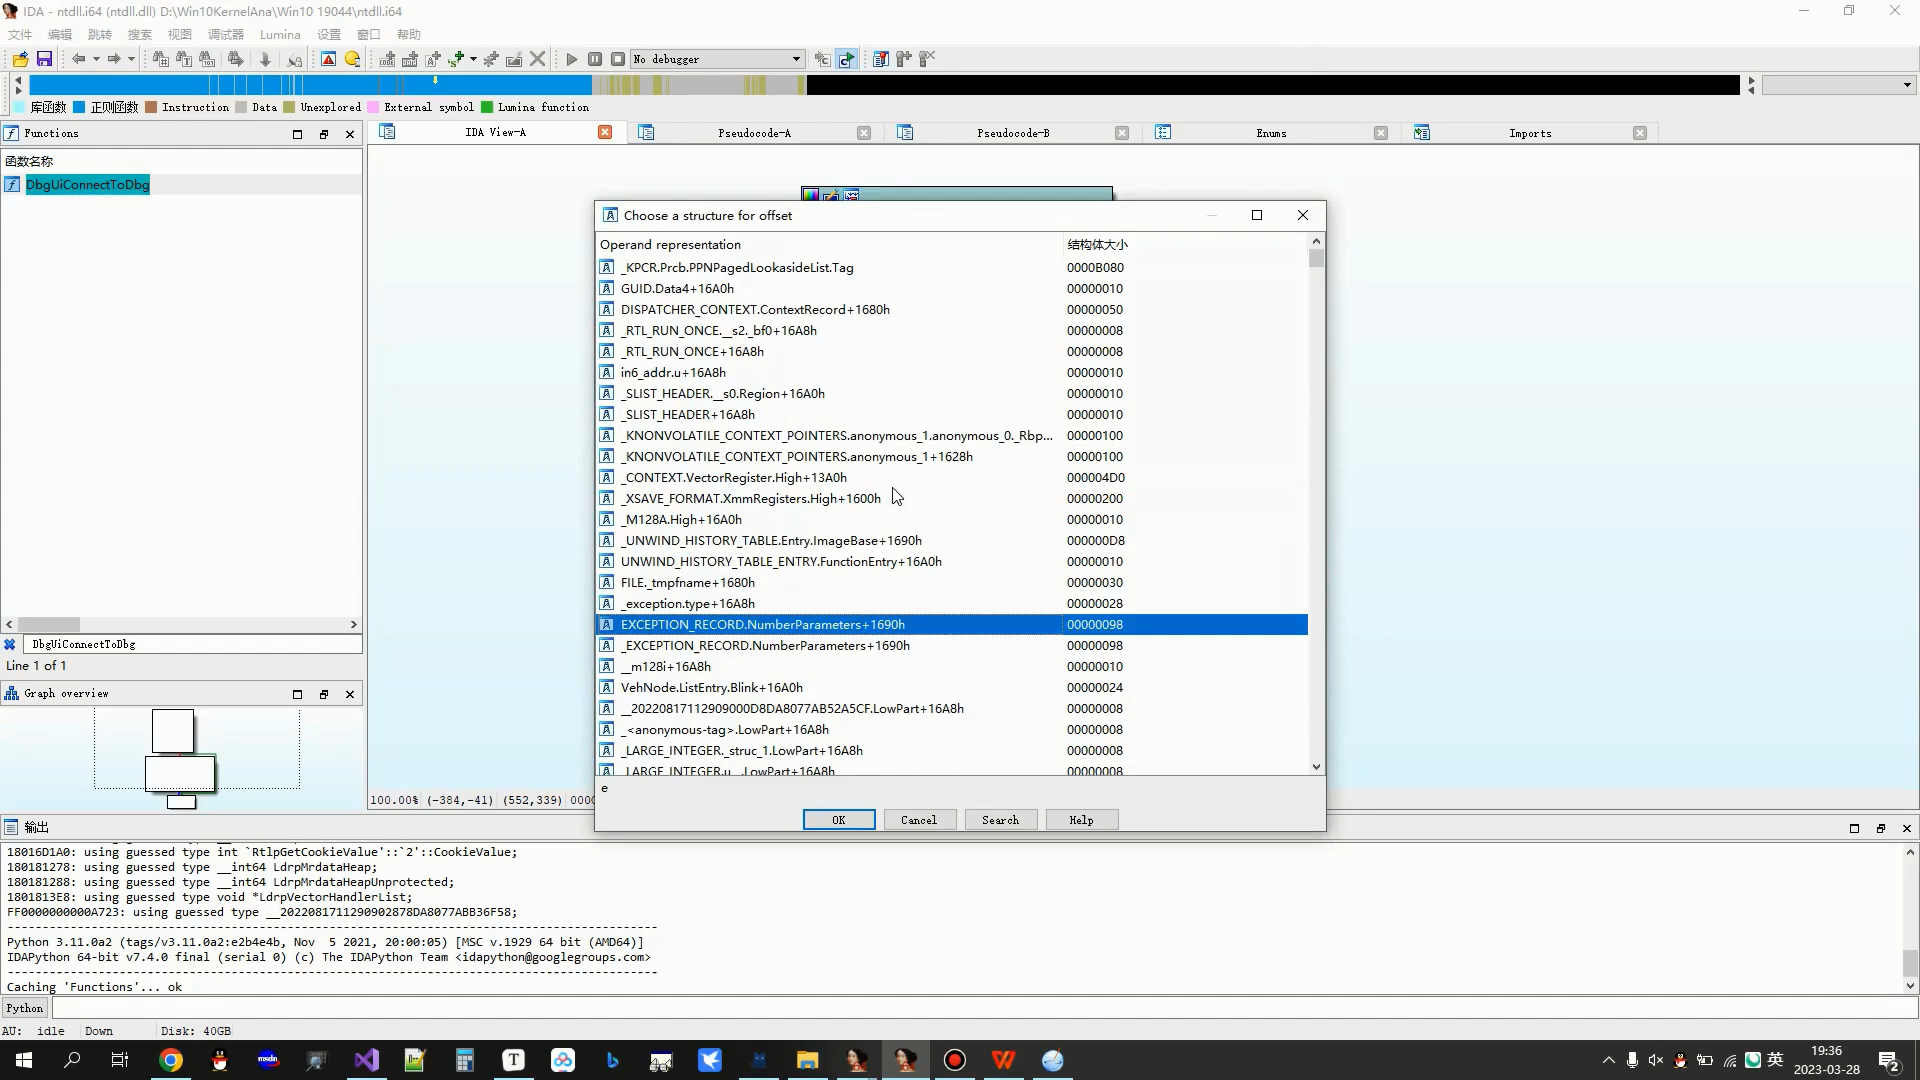 IDA - ntdll.i64 (ntdll.dll) D:\Win10KernelAna\Win10 19044\ntdll.i64
文件 编辑 跳转 搜索 视图 调试器 Lumina 设置 窗口 帮助
No debugger
库函数 正则函数 Instruction Data Unexplored External symbol Lumina function
Functions
IDA View-A Pseudocode-A Pseudocode-B Enums Imports
函数名称
DbgUiConnectToDbg
DbgUiConnectToDbg
Line 1 of 1
Graph overview
Choose a structure for offset
Operand representation 结构体大小
_KPCR.Prcb.PPNPagedLookasideList.Tag 0000B080
GUID.Data4+16A0h 00000010
DISPATCHER_CONTEXT.ContextRecord+1680h 00000050
_RTL_RUN_ONCE.__s2._bf0+16A8h 00000008
_RTL_RUN_ONCE+16A8h 00000008
in6_addr.u+16A8h 00000010
_SLIST_HEADER.__s0.Region+16A0h 00000010
_SLIST_HEADER+16A8h 00000010
_KNONVOLATILE_CONTEXT_POINTERS.anonymous_1.anonymous_0._Rbp... 00000100
_KNONVOLATILE_CONTEXT_POINTERS.anonymous_1+1628h 00000100
_CONTEXT.VectorRegister.High+13A0h 000004D0
_XSAVE_FORMAT.XmmRegisters.High+1600h 00000200
_M128A.High+16A0h 00000010
_UNWIND_HISTORY_TABLE.Entry.ImageBase+1690h 000000D8
UNWIND_HISTORY_TABLE_ENTRY.FunctionEntry+16A0h 00000010
FILE._tmpfname+1680h 00000030
_exception.type+16A8h 00000028
EXCEPTION_RECORD.NumberParameters+1690h 00000098
_EXCEPTION_RECORD.NumberParameters+1690h 00000098
__m128i+16A8h 00000010
VehNode.ListEntry.Blink+16A0h 00000024
__20220817112909000D8DA8077AB52A5CF.LowPart+16A8h 00000008
_<anonymous-tag>.LowPart+16A8h 00000008
_LARGE_INTEGER._struc_1.LowPart+16A8h 00000008
_LARGE_INTEGER.u_.LowPart+16A8h 00000008
e
OK Cancel Search Help
100.00% (-384,-41) (552,339)
输出
18016D1A0: using guessed type int `RtlpGetCookieValue'::`2'::CookieValue;
180181278: using guessed type __int64 LdrpMrdataHeap;
180181288: using guessed type __int64 LdrpMrdataHeapUnprotected;
1801813E8: using guessed type void *LdrpVectorHandlerList;
FF0000000000A723: using guessed type __2022081711290902878DA8077ABB36F58;
Python 3.11.0a2 (tags/v3.11.0a2:e2b4e4b, Nov  5 2021, 20:00:05) [MSC v.1929 64 bit (AMD64)]
IDAPython 64-bit v7.4.0 final (serial 0) (c) The IDAPython Team <idapython@googlegroups.com>
Caching 'Functions'... ok
Python
AU: idle Down Disk: 40GB
英
19:36
2023-03-28
2